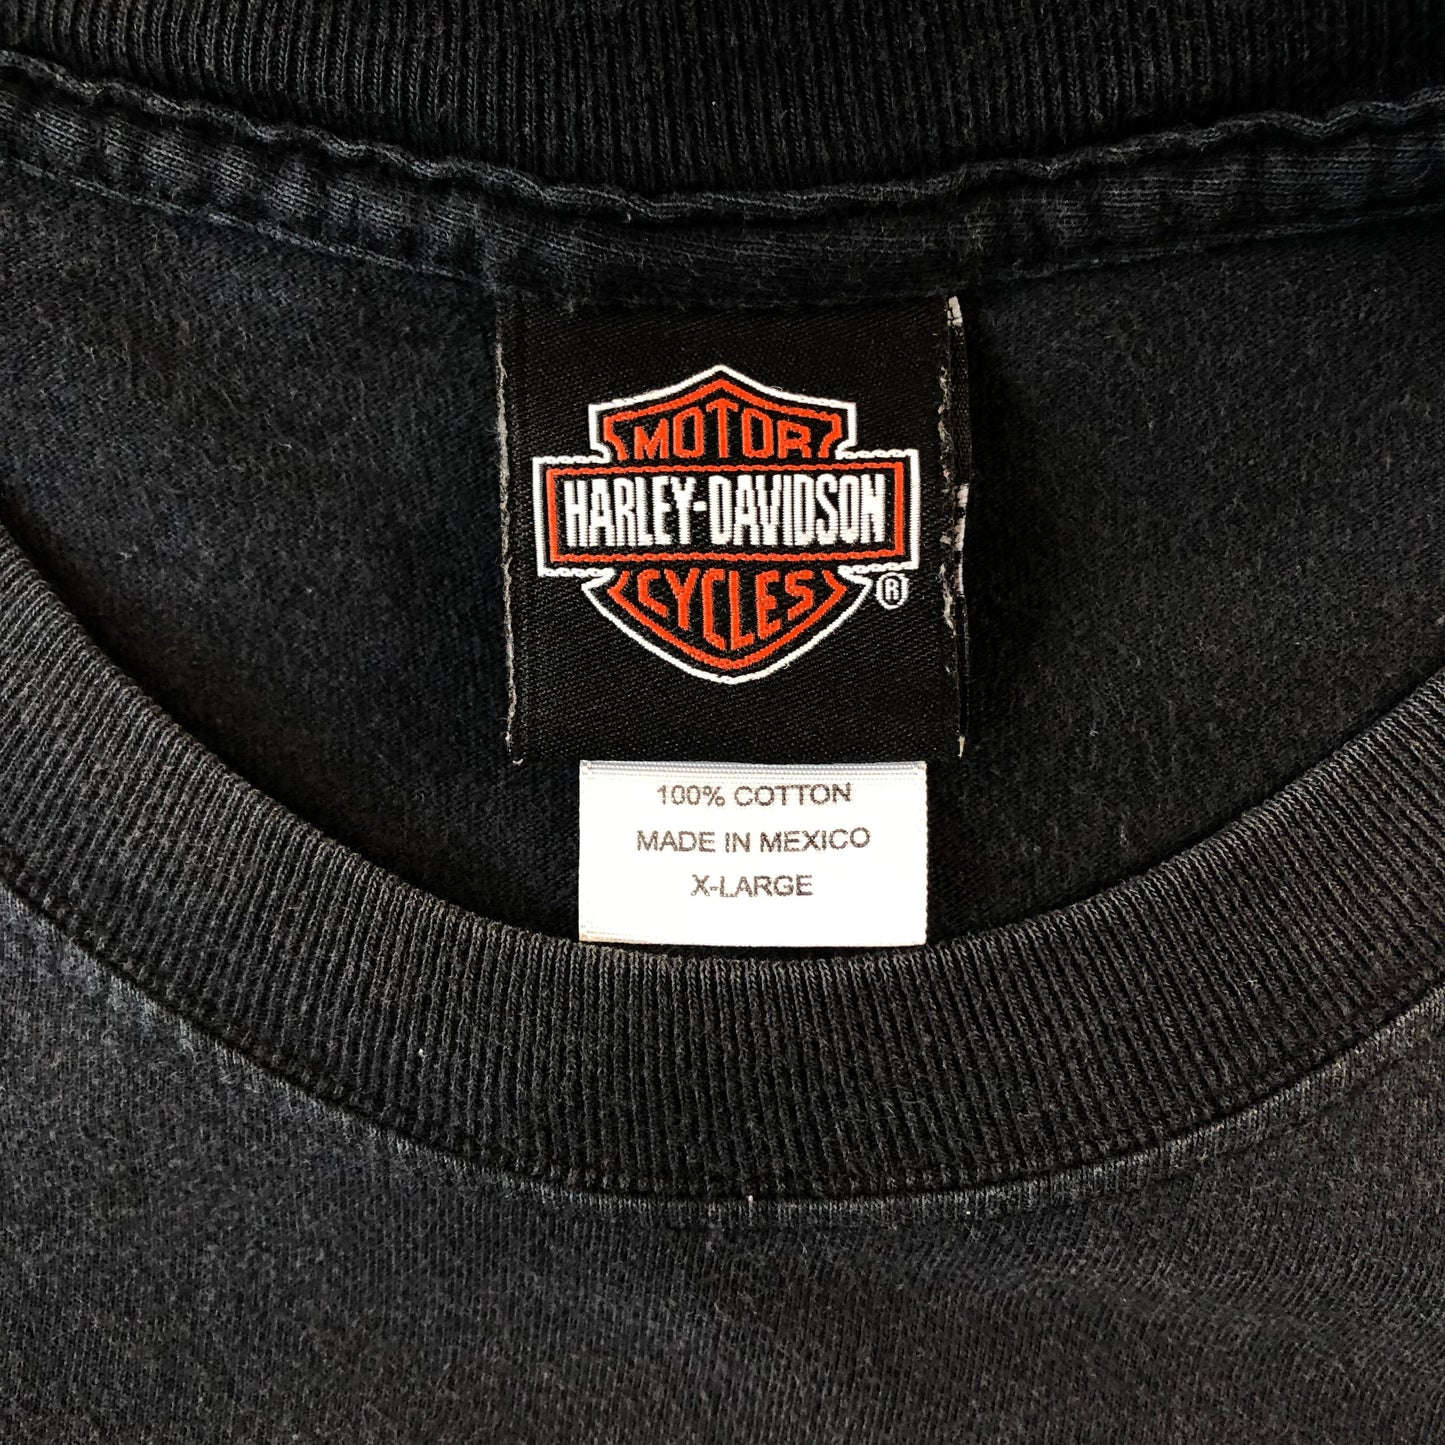 MOTOR
HARLEY-DAVIDSON
CYCLES ®
100% COTTON
MADE IN MEXICO
X-LARGE